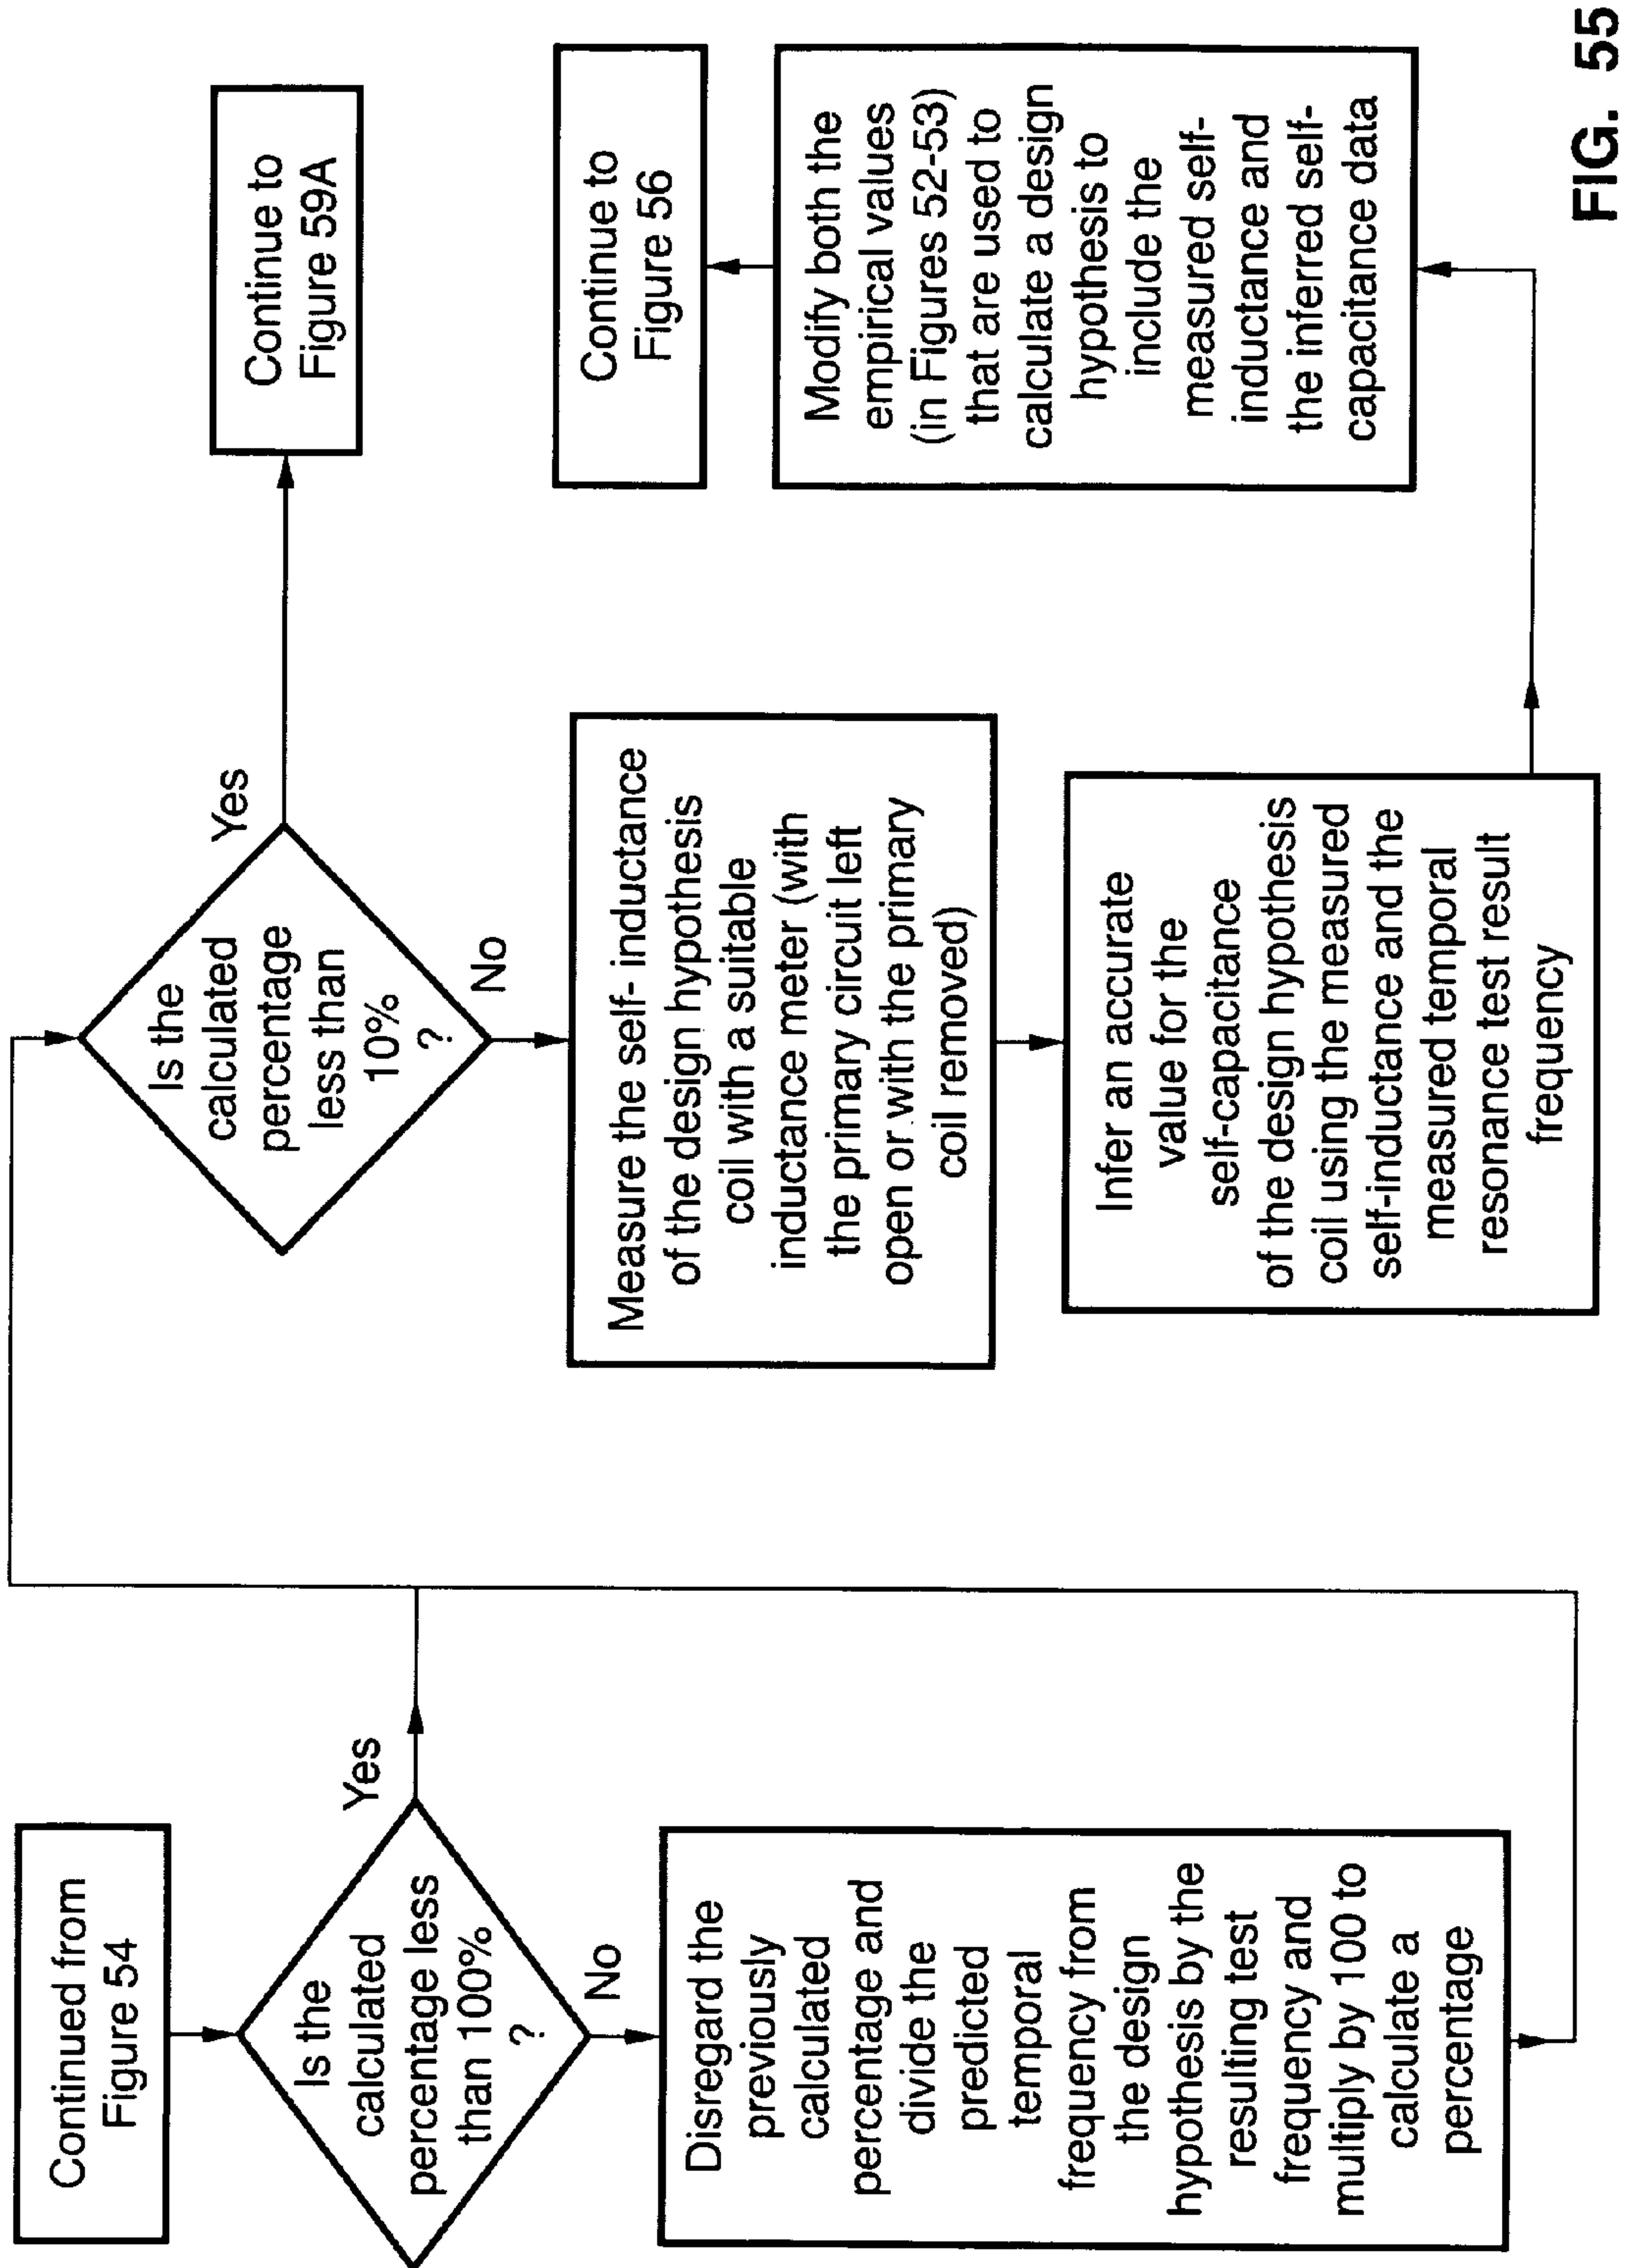 Continued from
Figure 54
Is the
calculated
percentage less
than 100%
?
Yes
No
Disregard the
previously
calculated
percentage and
divide the
predicted
temporal
frequency from
the design
hypothesis by the
resulting test
frequency and
multiply by 100 to
calculate a
percentage
Is the
calculated
percentage
less than
10%
?
Yes
No
Continue to
Figure 59A
Measure the self- inductance
of the design hypothesis
coil with a suitable
inductance meter (with
the primary circuit left
open or with the primary
coil removed)
Infer an accurate
value for the
self-capacitance
of the design hypothesis
coil using the measured
self-inductance and the
measured temporal
resonance test result
frequency
Modify both the
empirical values
(in Figures 52-53)
that are used to
calculate a design
hypothesis to
include the
measured self-
inductance and
the inferred self-
capacitance data
Continue to
Figure 56
FIG. 55